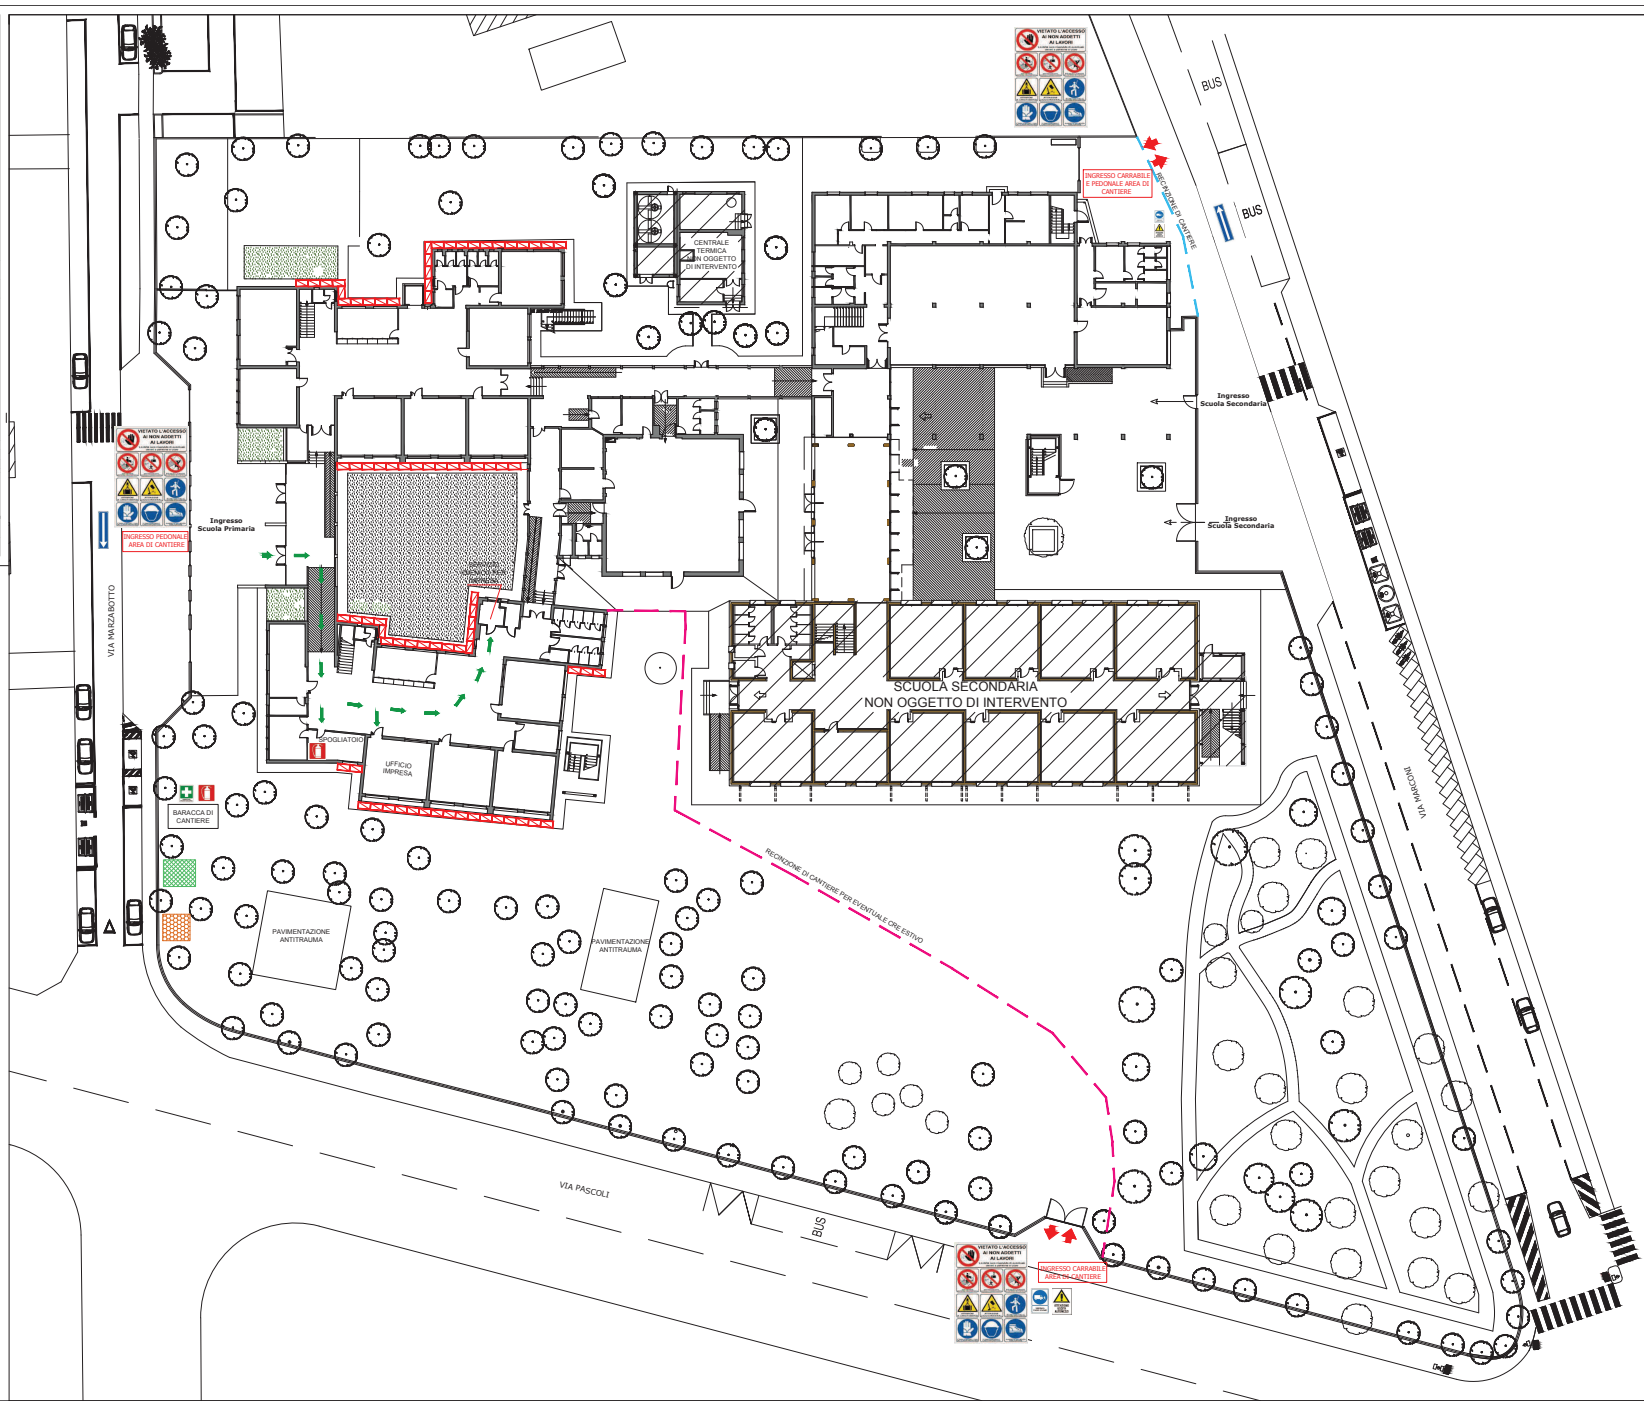 VIETATO L'ACCESSO
AI NON ADDETTI
AI LAVORI
BUS
INGRESSO CARRABILE
E PEDONALE AREA DI
CANTIERE
RECINZIONE DI CANTIERE
BUS
CENTRALE
TERMICA
NON OGGETTO
DI INTERVENTO
Ingresso
Scuola Secondaria
VIETATO L'ACCESSO
AI NON ADDETTI
AI LAVORI
INGRESSO PEDONALE
AREA DI CANTIERE
Ingresso
Scuola Primaria
Ingresso
Scuola Secondaria
SERVIZIO
IGIENICO PER
IMPRESA
VIA MARZABOTTO
SCUOLA SECONDARIA
NON OGGETTO DI INTERVENTO
SPOGLIATOIO
UFFICIO
IMPRESA
BARACCA DI
CANTIERE
VIA MARCONI
RECINZIONE DI CANTIERE PER EVENTUALE CRE ESTIVO
PAVIMENTAZIONE
ANTITRAUMA
PAVIMENTAZIONE
ANTITRAUMA
VIA PASCOLI
BUS
VIETATO L'ACCESSO
AI NON ADDETTI
AI LAVORI
INGRESSO CARRABILE
AREA DI CANTIERE